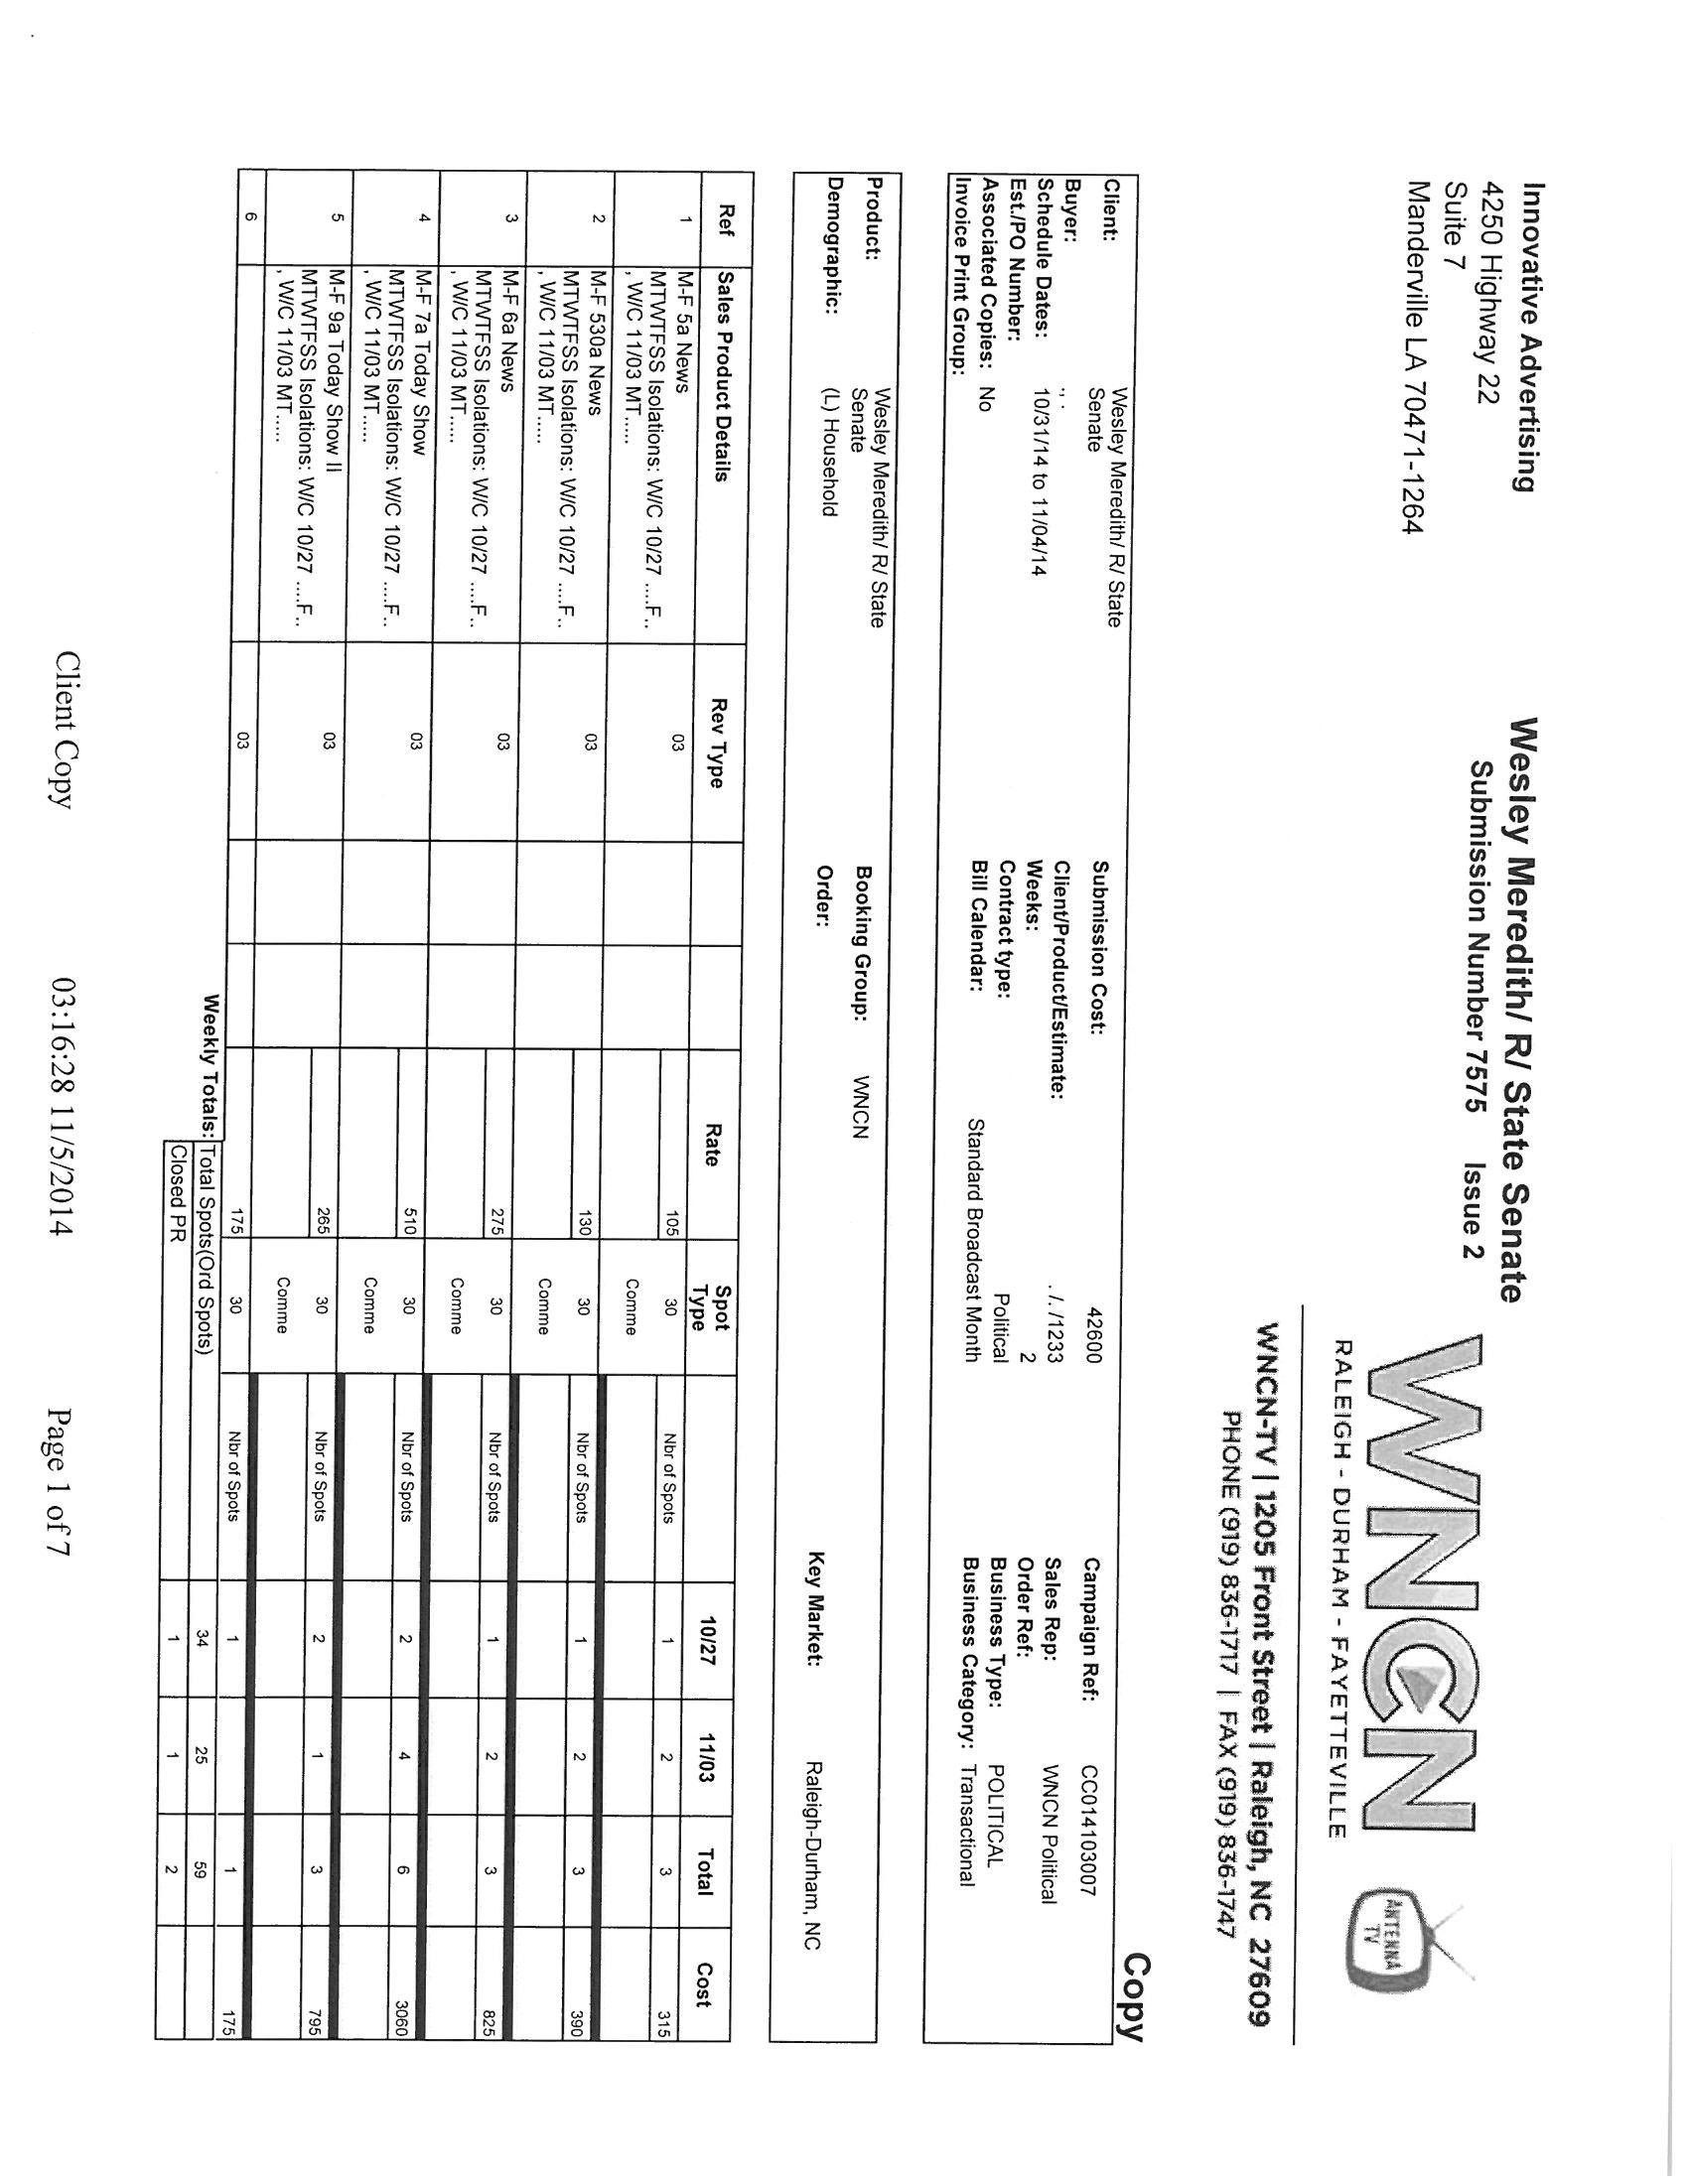 Innovative Advertising
4250 Highway 22
Suite 7
Manderville LA 70471-1264
Wesley Meredith/ R/ State Senate
Submission Number 7575 Issue 2
WNCN
RALEIGH - DURHAM - FAYETTEVILLE
ANTENNA
TV
WNCN-TV | 1205 Front Street | Raleigh, NC 27609
PHONE (919) 836-1717 | FAX (919) 836-1747
Copy
Client: Wesley Meredith/ R/ State
Senate
Buyer: ., .
Schedule Dates: 10/31/14 to 11/04/14
Est./PO Number:
Associated Copies: No
Invoice Print Group:
Submission Cost: 42600
Client/Product/Estimate: ./. /1233
Weeks: 2
Contract type: Political
Bill Calendar: Standard Broadcast Month
Campaign Ref: CC014103007
Sales Rep: WNCN Political
Order Ref:
Business Type: POLITICAL
Business Category: Transactional
Product: Wesley Meredith/ R/ State
Senate
Demographic: (L) Household
Booking Group: WNCN
Order:
Key Market: Raleigh-Durham, NC
Ref Sales Product Details Rev Type Rate Spot Type 10/27 11/03 Total Cost
1 M-F 5a News 03 105 30 Nbr of Spots 1 2 3 315
MTWTFSS Isolations: W/C 10/27 ....F.. Comme
, W/C 11/03 MT.....
2 M-F 530a News 03 130 30 Nbr of Spots 1 2 3 390
MTWTFSS Isolations: W/C 10/27 ....F.. Comme
, W/C 11/03 MT.....
3 M-F 6a News 03 275 30 Nbr of Spots 1 2 3 825
MTWTFSS Isolations: W/C 10/27 ....F.. Comme
, W/C 11/03 MT.....
4 M-F 7a Today Show 03 510 30 Nbr of Spots 2 4 6 3060
MTWTFSS Isolations: W/C 10/27 ....F.. Comme
, W/C 11/03 MT.....
5 M-F 9a Today Show II 03 265 30 Nbr of Spots 2 1 3 795
MTWTFSS Isolations: W/C 10/27 ....F.. Comme
, W/C 11/03 MT.....
6 03 175 30 Nbr of Spots 1 1 175
Weekly Totals: Total Spots(Ord Spots) 34 25 59
Closed PR 1 1 2
Client Copy 03:16:28 11/5/2014 Page 1 of 7